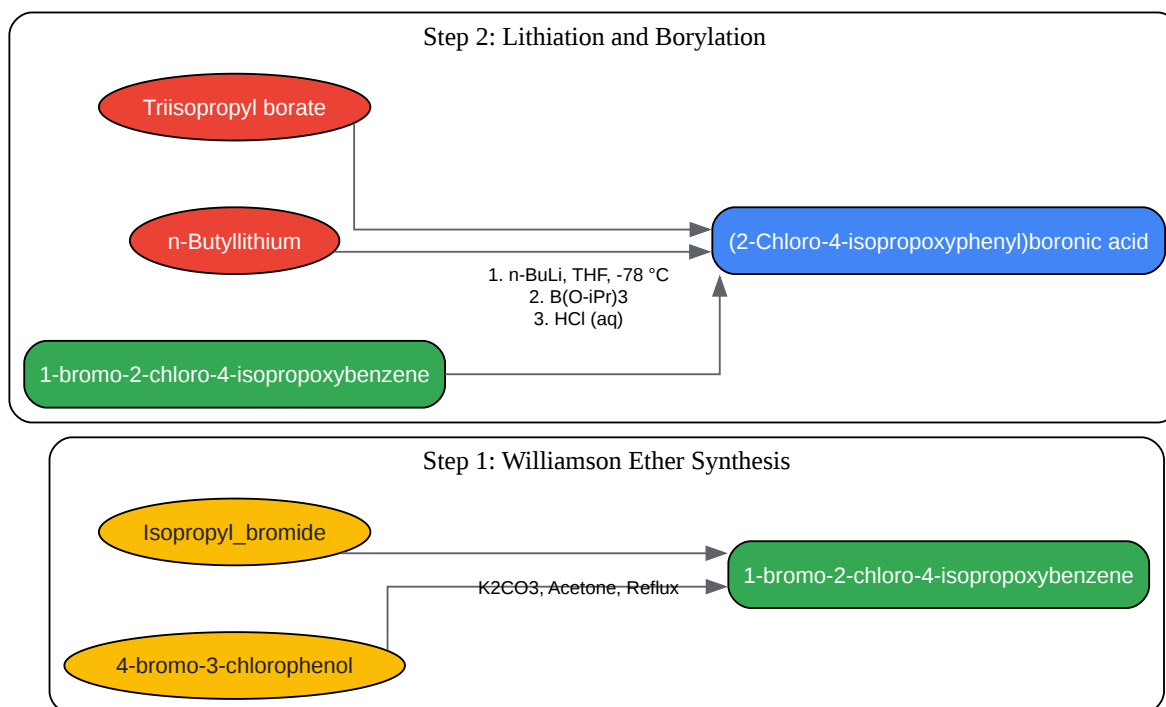 Step 2: Lithiation and Borylation
Triisopropyl borate
n-Butyllithium
(2-Chloro-4-isopropoxyphenyl)boronic acid
1. n-BuLi, THF, -78 °C
2. B(O-iPr)3
3. HCl (aq)
1-bromo-2-chloro-4-isopropoxybenzene
Step 1: Williamson Ether Synthesis
Isopropyl_bromide
1-bromo-2-chloro-4-isopropoxybenzene
K2CO3, Acetone, Reflux
4-bromo-3-chlorophenol